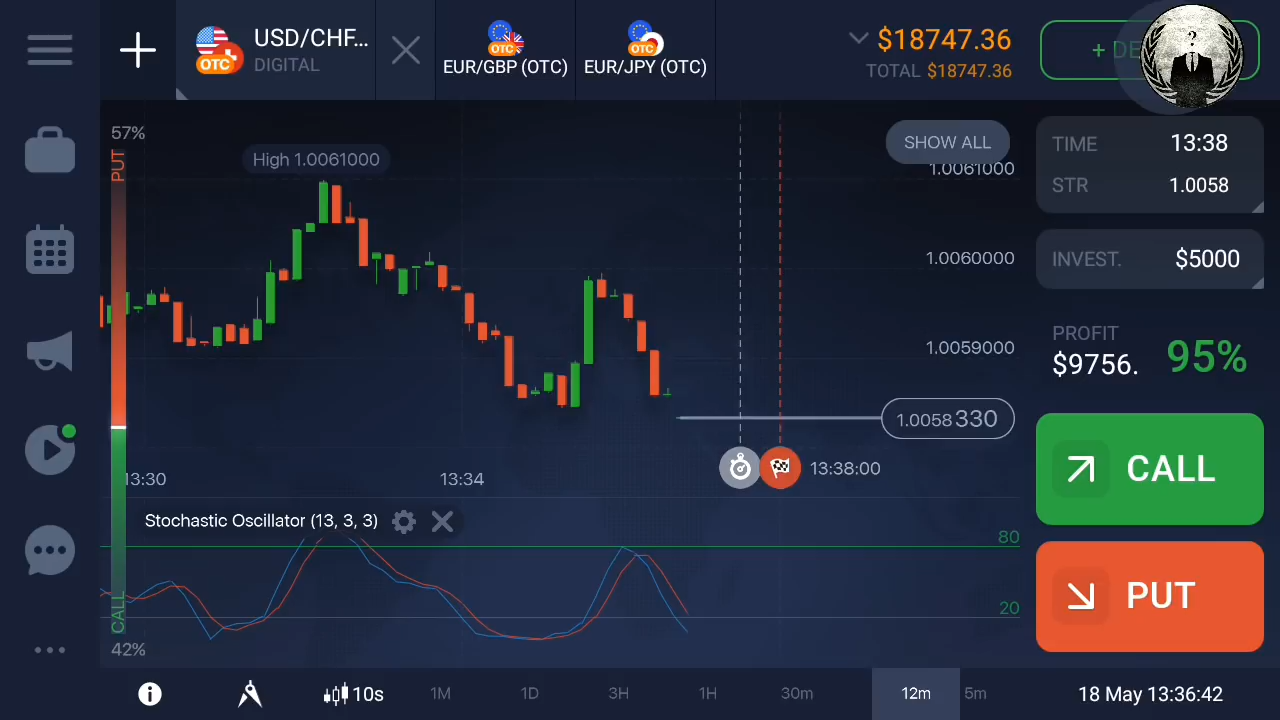 USD/CHF...
DIGITAL
OTC
OTC
EUR/GBP (OTC)
OTC
EUR/JPY (OTC)
$18747.36
TOTAL $18747.36
+ DE
?
57%
PUT
High 1.0061000
SHOW ALL
1.0061000
1.0060000
1.0059000
1.0058330
13:30
13:34
13:38:00
Stochastic Oscillator (13, 3, 3)
80
20
CALL
42%
TIME 13:38
STR 1.0058
INVEST. $5000
PROFIT
$9756.
95%
CALL
PUT
10s
1M
1D
3H
1H
30m
12m
5m
18 May 13:36:42